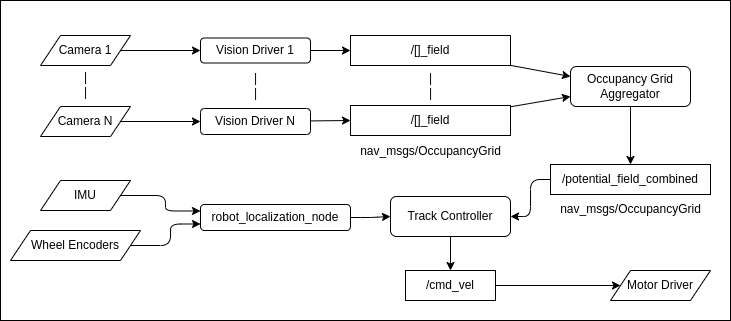 Camera 1
Vision Driver 1
/[]_field
Occupancy Grid
Aggregator
Camera N
Vision Driver N
/[]_field
nav_msgs/OccupancyGrid
/potential_field_combined
nav_msgs/OccupancyGrid
IMU
robot_localization_node
Track Controller
Wheel Encoders
/cmd_vel
Motor Driver